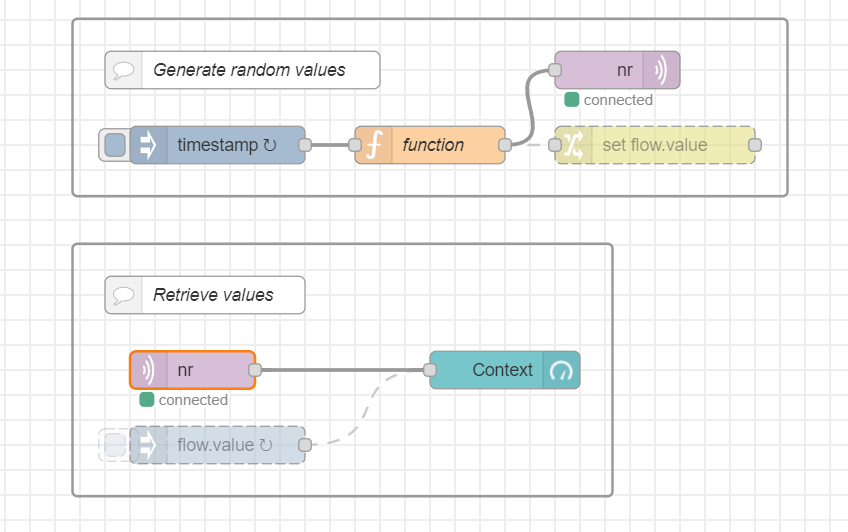 Generate random values
nr
connected
timestamp ↻
function
set flow.value
Retrieve values
nr
Context
connected
flow.value ↻